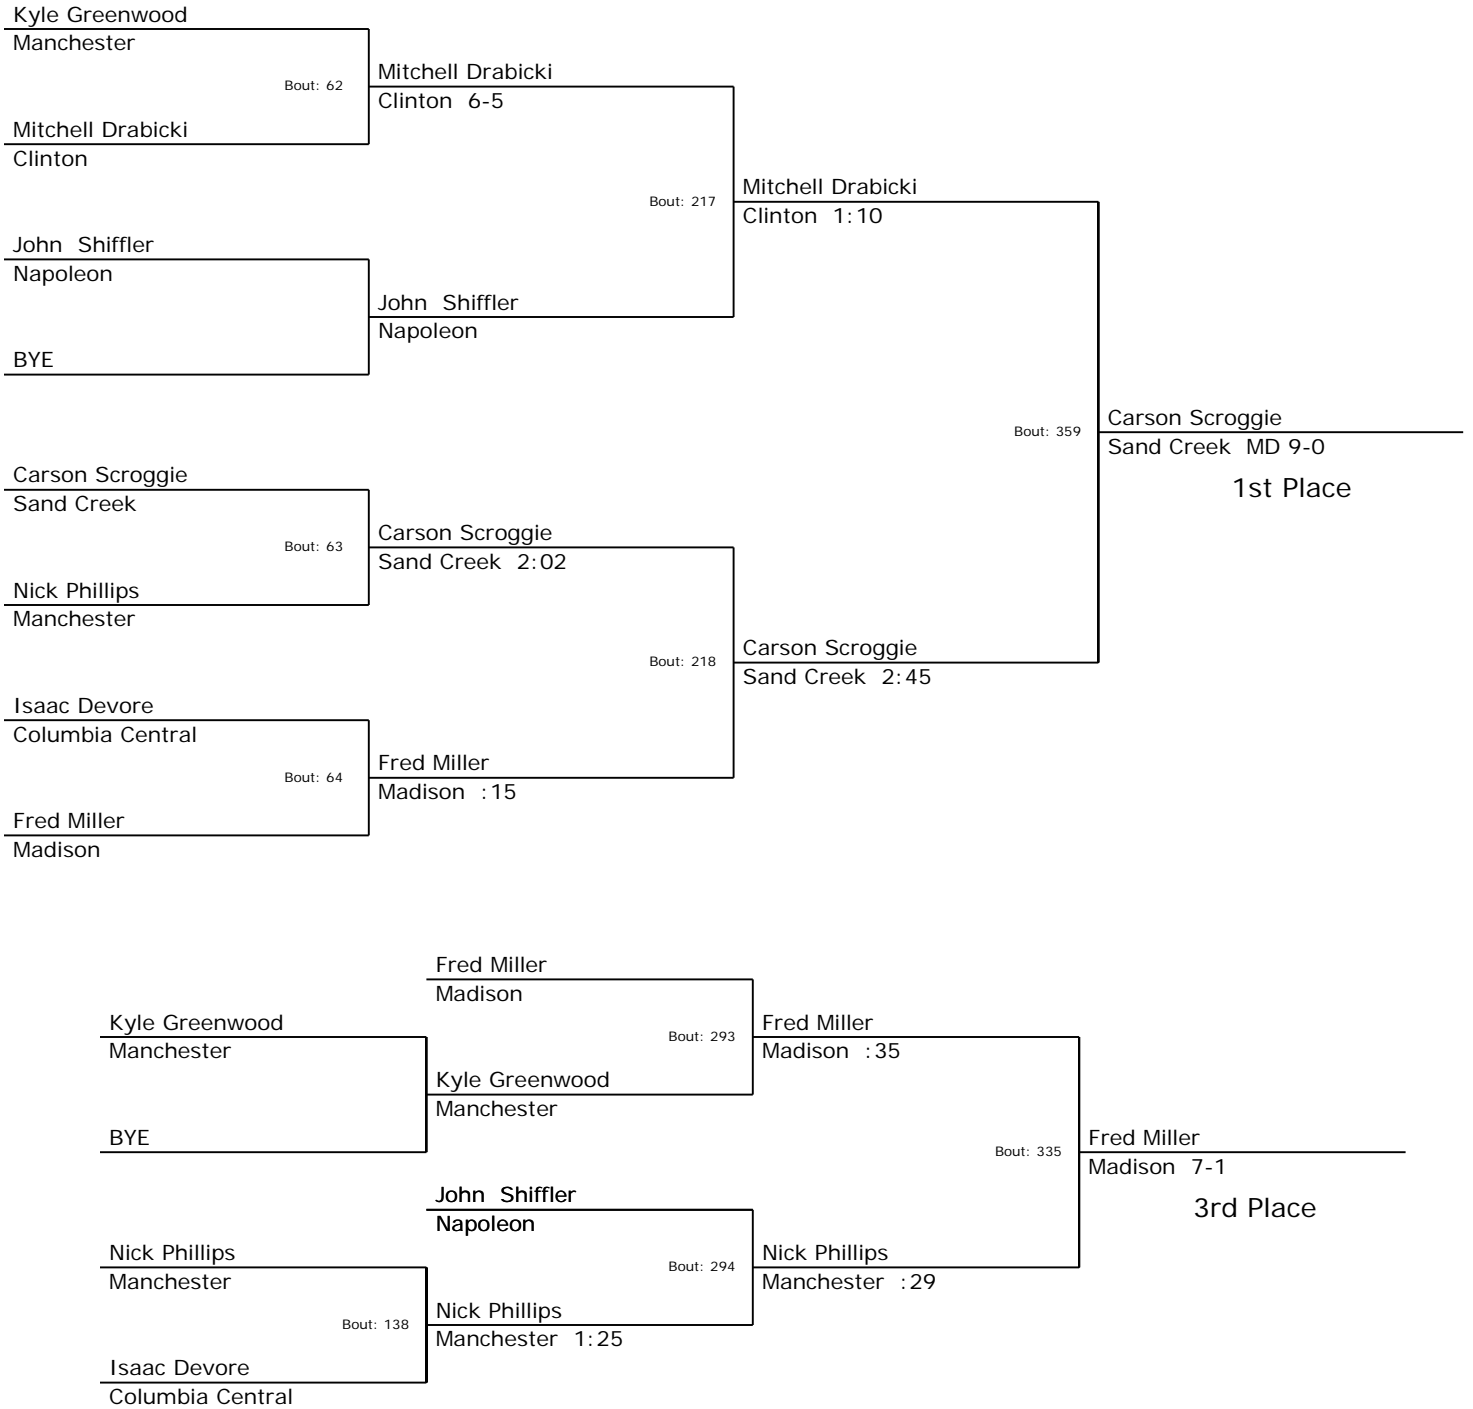 Kyle Greenwood
Manchester
Bout: 62
Mitchell Drabicki
Clinton 6-5
Mitchell Drabicki
Clinton
Bout: 217
Mitchell Drabicki
Clinton 1:10
John Shiffler
Napoleon
John Shiffler
Napoleon
BYE
Bout: 359
Carson Scroggie
Sand Creek MD 9-0
1st Place
Carson Scroggie
Sand Creek
Bout: 63
Carson Scroggie
Sand Creek 2:02
Nick Phillips
Manchester
Bout: 218
Carson Scroggie
Sand Creek 2:45
Isaac Devore
Columbia Central
Bout: 64
Fred Miller
Madison :15
Fred Miller
Madison
Fred Miller
Madison
Kyle Greenwood
Manchester
Bout: 293
Fred Miller
Madison :35
Kyle Greenwood
Manchester
BYE
Bout: 335
Fred Miller
Madison 7-1
3rd Place
John Shiffler
Napoleon
Nick Phillips
Manchester
Bout: 294
Nick Phillips
Manchester :29
Bout: 138
Nick Phillips
Manchester 1:25
Isaac Devore
Columbia Central